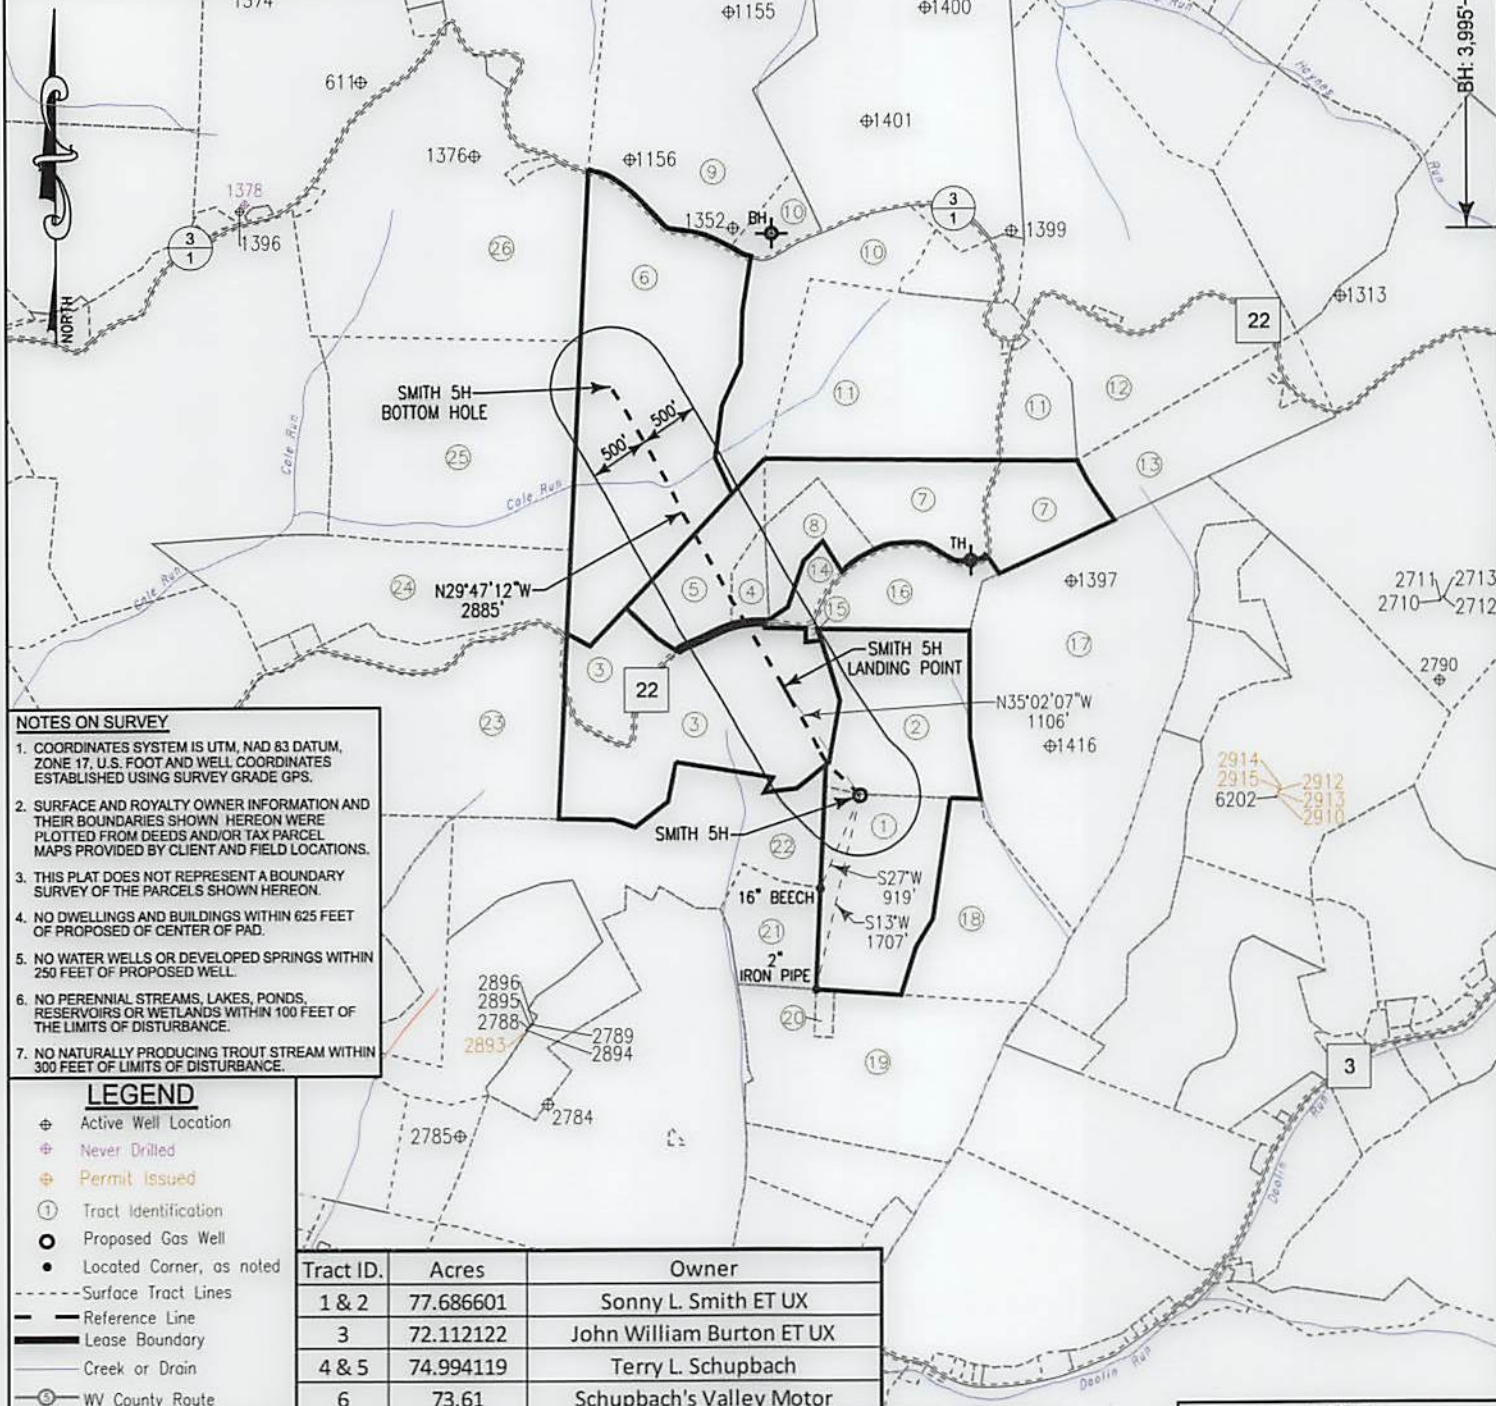 1374
1155
1400
BH: 3,995'
611
1401
Haynes
Run
Run
1376
1156
9
1378
1396
3
1
26
1352
BH
10
3
1
1399
10
6
NORTH
1313
22
SMITH 5H
BOTTOM HOLE
500'
500'
11
11
12
Cole Run
25
Cole Run
13
7
7
8
TH
24
Cole Run
N29°47'12"W
2885'
5
4
14
15
16
1397
2711
2713
2710
2712
3
22
SMITH 5H
LANDING POINT
17
2790
23
3
2
N35°02'07"W
1106'
1416
2914
2915
2912
6202
2913
2910
SMITH 5H
1
22
16" BEECH
S27°W
919'
S13°W
1707'
18
21
2"
IRON PIPE
20
19
2896
2895
2788
2893
2789
2894
2784
2785
3
Doolin
Run
Doolin Run
NOTES ON SURVEY
1. COORDINATES SYSTEM IS UTM, NAD 83 DATUM,
ZONE 17, U.S. FOOT AND WELL COORDINATES
ESTABLISHED USING SURVEY GRADE GPS.
2. SURFACE AND ROYALTY OWNER INFORMATION AND
THEIR BOUNDARIES SHOWN HEREON WERE
PLOTTED FROM DEEDS AND/OR TAX PARCEL
MAPS PROVIDED BY CLIENT AND FIELD LOCATIONS.
3. THIS PLAT DOES NOT REPRESENT A BOUNDARY
SURVEY OF THE PARCELS SHOWN HEREON.
4. NO DWELLINGS AND BUILDINGS WITHIN 625 FEET
OF PROPOSED OF CENTER OF PAD.
5. NO WATER WELLS OR DEVELOPED SPRINGS WITHIN
250 FEET OF PROPOSED WELL.
6. NO PERENNIAL STREAMS, LAKES, PONDS,
RESERVOIRS OR WETLANDS WITHIN 100 FEET OF
THE LIMITS OF DISTURBANCE.
7. NO NATURALLY PRODUCING TROUT STREAM WITHIN
300 FEET OF LIMITS OF DISTURBANCE.
LEGEND
Active Well Location
Never Drilled
Permit Issued
1 Tract Identification
Proposed Gas Well
Located Corner, as noted
Surface Tract Lines
Reference Line
Lease Boundary
Creek or Drain
5 WV County Route
Tract ID. Acres Owner
1 & 2 77.686601 Sonny L. Smith ET UX
3 72.112122 John William Burton ET UX
4 & 5 74.994119 Terry L. Schupbach
6 73.61 Schupbach's Valley Motor